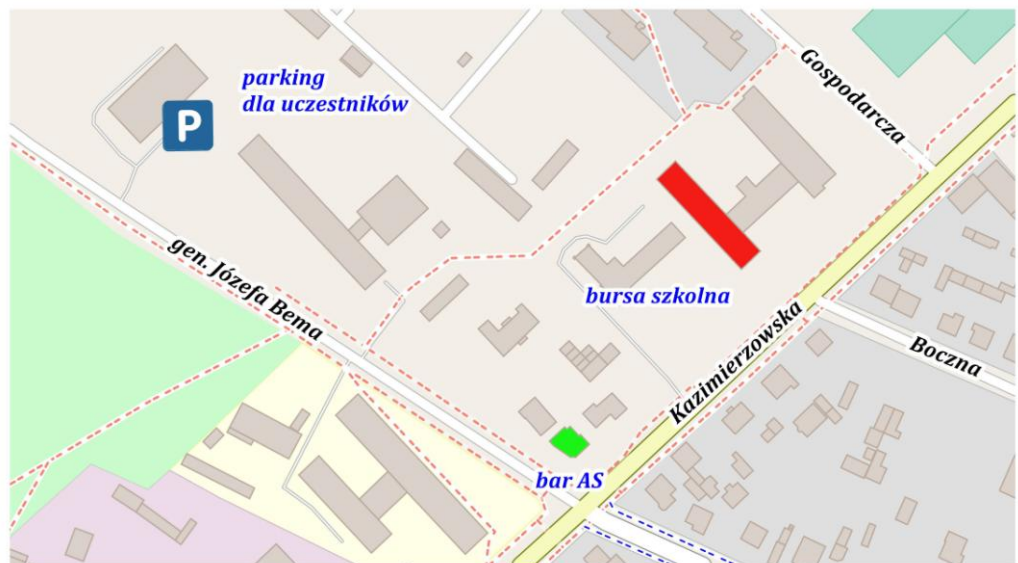 Gospodarcza
parking
dla uczestników
P
gen. Józefa Bema
bursa szkolna
Kazimierzowska
Boczna
bar AS